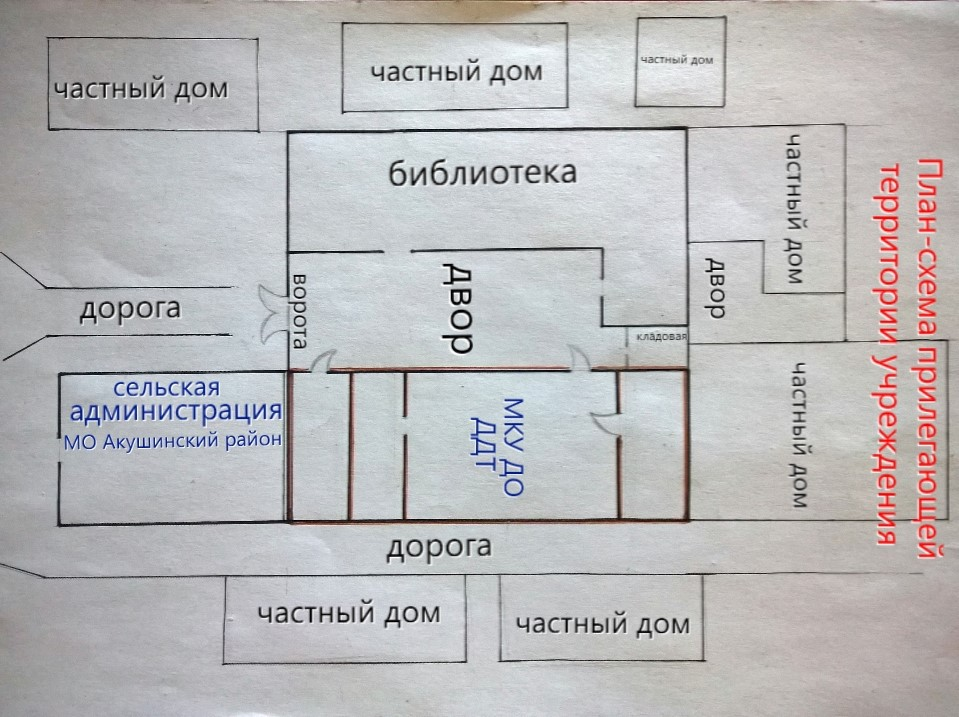 План-схема прилегающей
территории учреждения
частный дом
частный дом
частный дом
библиотека
частный дом
двор
двор
ворота
дорога
кладовая
сельская
администрация
МО Акушинский район
МКУ ДО
ДДТ
частный дом
дорога
частный дом
частный дом